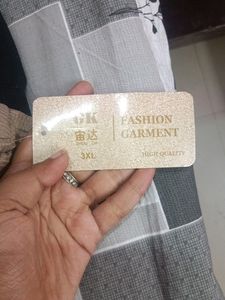 GK
宙达
3XL
FASHION
GARMENT
HIGH QUALITY